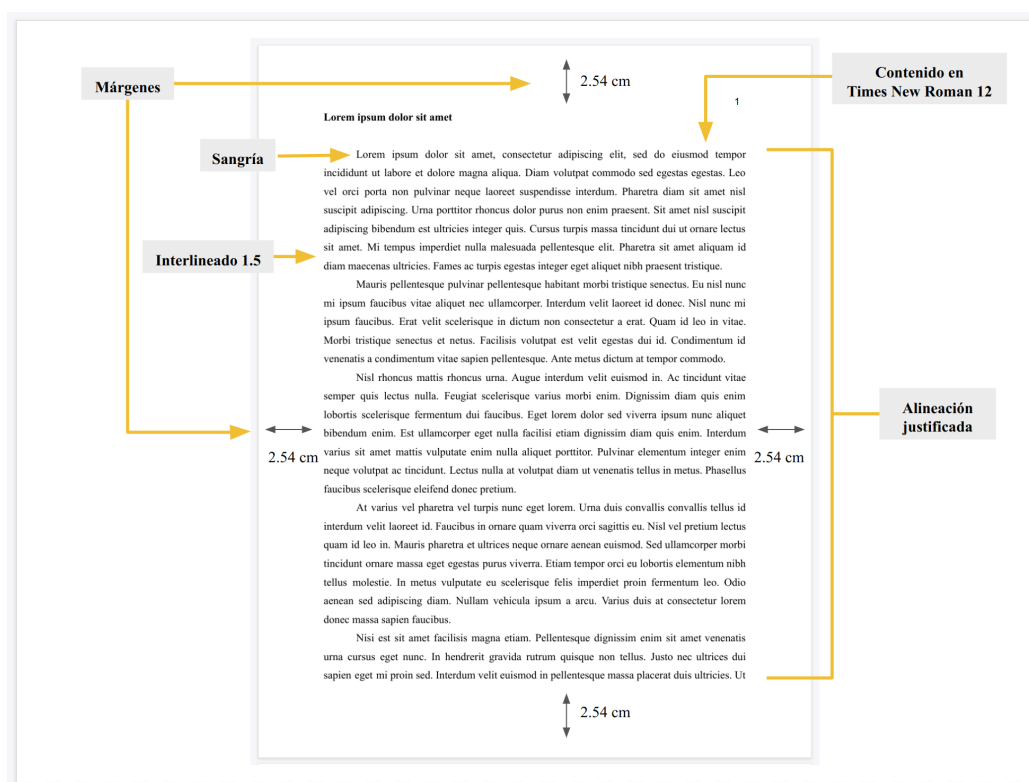 Márgenes
2.54 cm
Contenido en
Times New Roman 12
1
Lorem ipsum dolor sit amet
Sangría
Lorem ipsum dolor sit amet, consectetur adipiscing elit, sed do eiusmod tempor
incididunt ut labore et dolore magna aliqua. Diam volutpat commodo sed egestas egestas. Leo
vel orci porta non pulvinar neque laoreet suspendisse interdum. Pharetra diam sit amet nisl
suscipit adipiscing. Urna porttitor rhoncus dolor purus non enim praesent. Sit amet nisl suscipit
adipiscing bibendum est ultricies integer quis. Cursus turpis massa tincidunt dui ut ornare lectus
sit amet. Mi tempus imperdiet nulla malesuada pellentesque elit. Pharetra sit amet aliquam id
diam maecenas ultricies. Fames ac turpis egestas integer eget aliquet nibh praesent tristique.
Interlineado 1.5
Mauris pellentesque pulvinar pellentesque habitant morbi tristique senectus. Eu nisl nunc
mi ipsum faucibus vitae aliquet nec ullamcorper. Interdum velit laoreet id donec. Nisl nunc mi
ipsum faucibus. Erat velit scelerisque in dictum non consectetur a erat. Quam id leo in vitae.
Morbi tristique senectus et netus. Facilisis volutpat est velit egestas dui id. Condimentum id
venenatis a condimentum vitae sapien pellentesque. Ante metus dictum at tempor commodo.
Nisl rhoncus mattis rhoncus urna. Augue interdum velit euismod in. Ac tincidunt vitae
semper quis lectus nulla. Feugiat scelerisque varius morbi enim. Dignissim diam quis enim
lobortis scelerisque fermentum dui faucibus. Eget lorem dolor sed viverra ipsum nunc aliquet
bibendum enim. Est ullamcorper eget nulla facilisi etiam dignissim diam quis enim. Interdum
varius sit amet mattis vulputate enim nulla aliquet porttitor. Pulvinar elementum integer enim
neque volutpat ac tincidunt. Lectus nulla at volutpat diam ut venenatis tellus in metus. Phasellus
faucibus scelerisque eleifend donec pretium.
2.54 cm
2.54 cm
Alineación
justificada
At varius vel pharetra vel turpis nunc eget lorem. Urna duis convallis convallis tellus id
interdum velit laoreet id. Faucibus in ornare quam viverra orci sagittis eu. Nisl vel pretium lectus
quam id leo in. Mauris pharetra et ultrices neque ornare aenean euismod. Sed ullamcorper morbi
tincidunt ornare massa eget egestas purus viverra. Etiam tempor orci eu lobortis elementum nibh
tellus molestie. In metus vulputate eu scelerisque felis imperdiet proin fermentum leo. Odio
aenean sed adipiscing diam. Nullam vehicula ipsum a arcu. Varius duis at consectetur lorem
donec massa sapien faucibus.
Nisi est sit amet facilisis magna etiam. Pellentesque dignissim enim sit amet venenatis
urna cursus eget nunc. In hendrerit gravida rutrum quisque non tellus. Justo nec ultrices dui
sapien eget mi proin sed. Interdum velit euismod in pellentesque massa placerat duis ultricies. Ut
2.54 cm